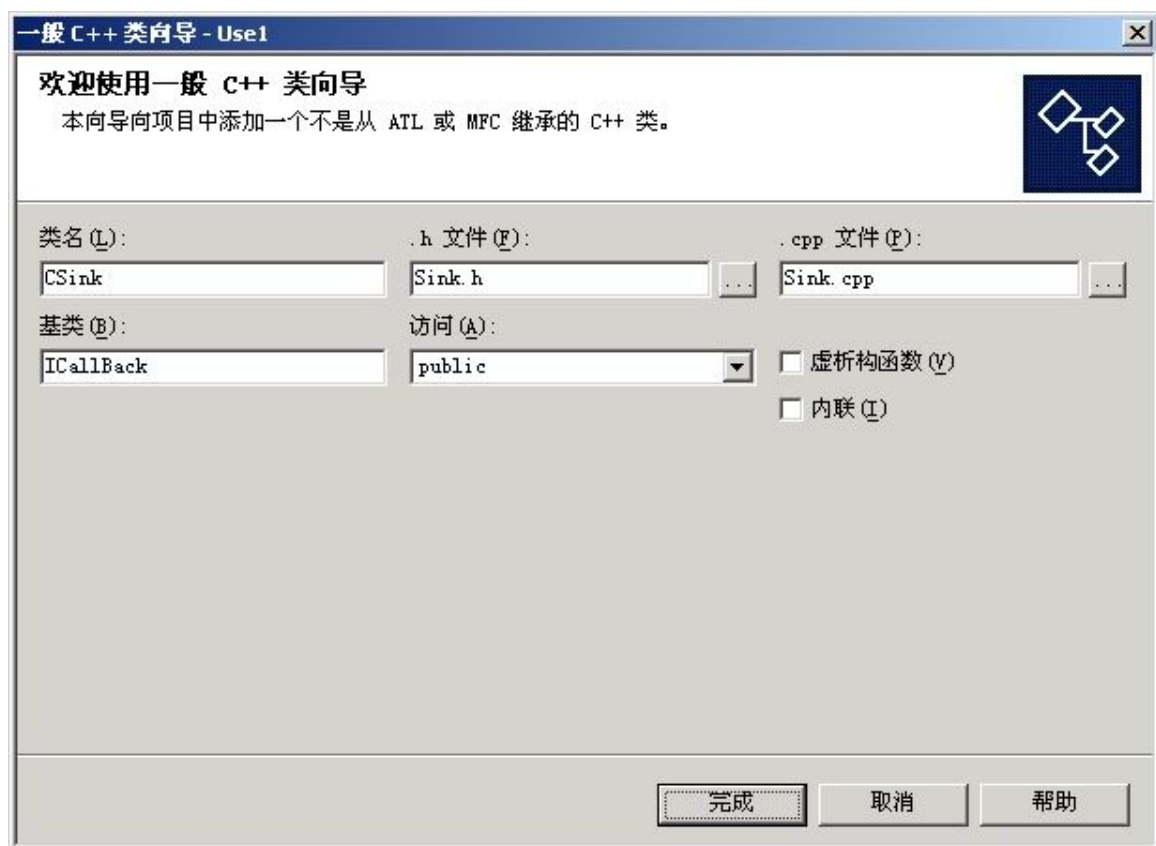 一般 C++ 类向导 - Use1
欢迎使用一般 C++ 类向导
本向导向项目中添加一个不是从 ATL 或 MFC 继承的 C++ 类。
类名(L):
.h 文件(F):
.cpp 文件(P):
CSink
Sink.h
...
Sink.cpp
...
基类(B):
访问(A):
ICallBack
public
虚析构函数(V)
内联(I)
完成
取消
帮助